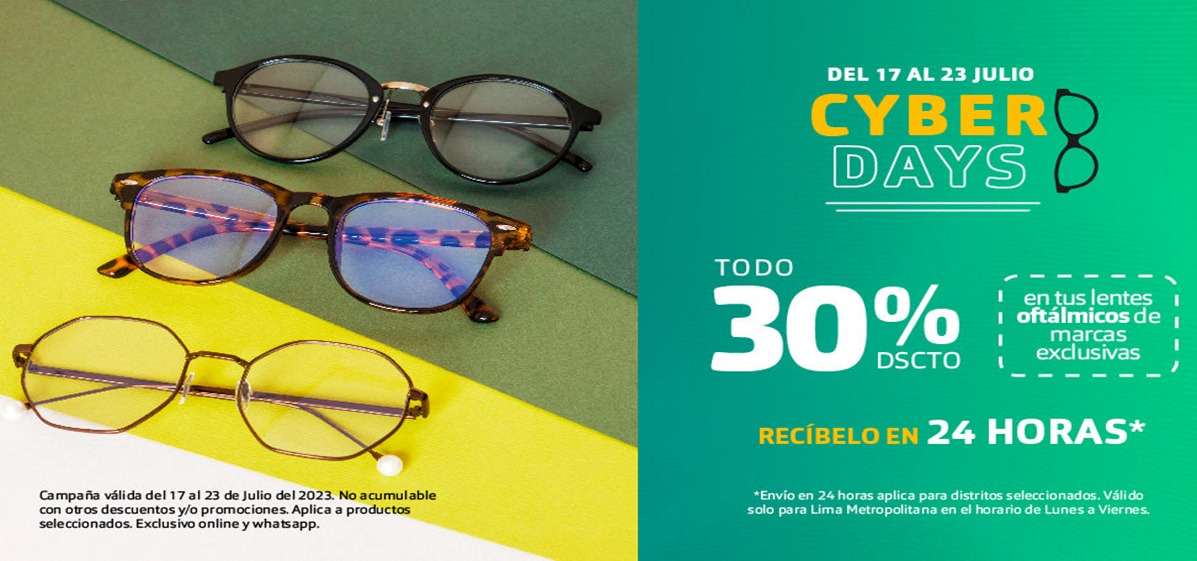 DEL 17 AL 23 JULIO
CYBER
DAYS
TODO
30%
DSCTO
en tus lentes
oftálmicos de
marcas
exclusivas
RECÍBELO EN 24 HORAS*
Campaña válida del 17 al 23 de Julio del 2023. No acumulable
con otros descuentos y/o promociones. Aplica a productos
seleccionados. Exclusivo online y whatsapp.
*Envío en 24 horas aplica para distritos seleccionados. Válido
solo para Lima Metropolitana en el horario de Lunes a Viernes.